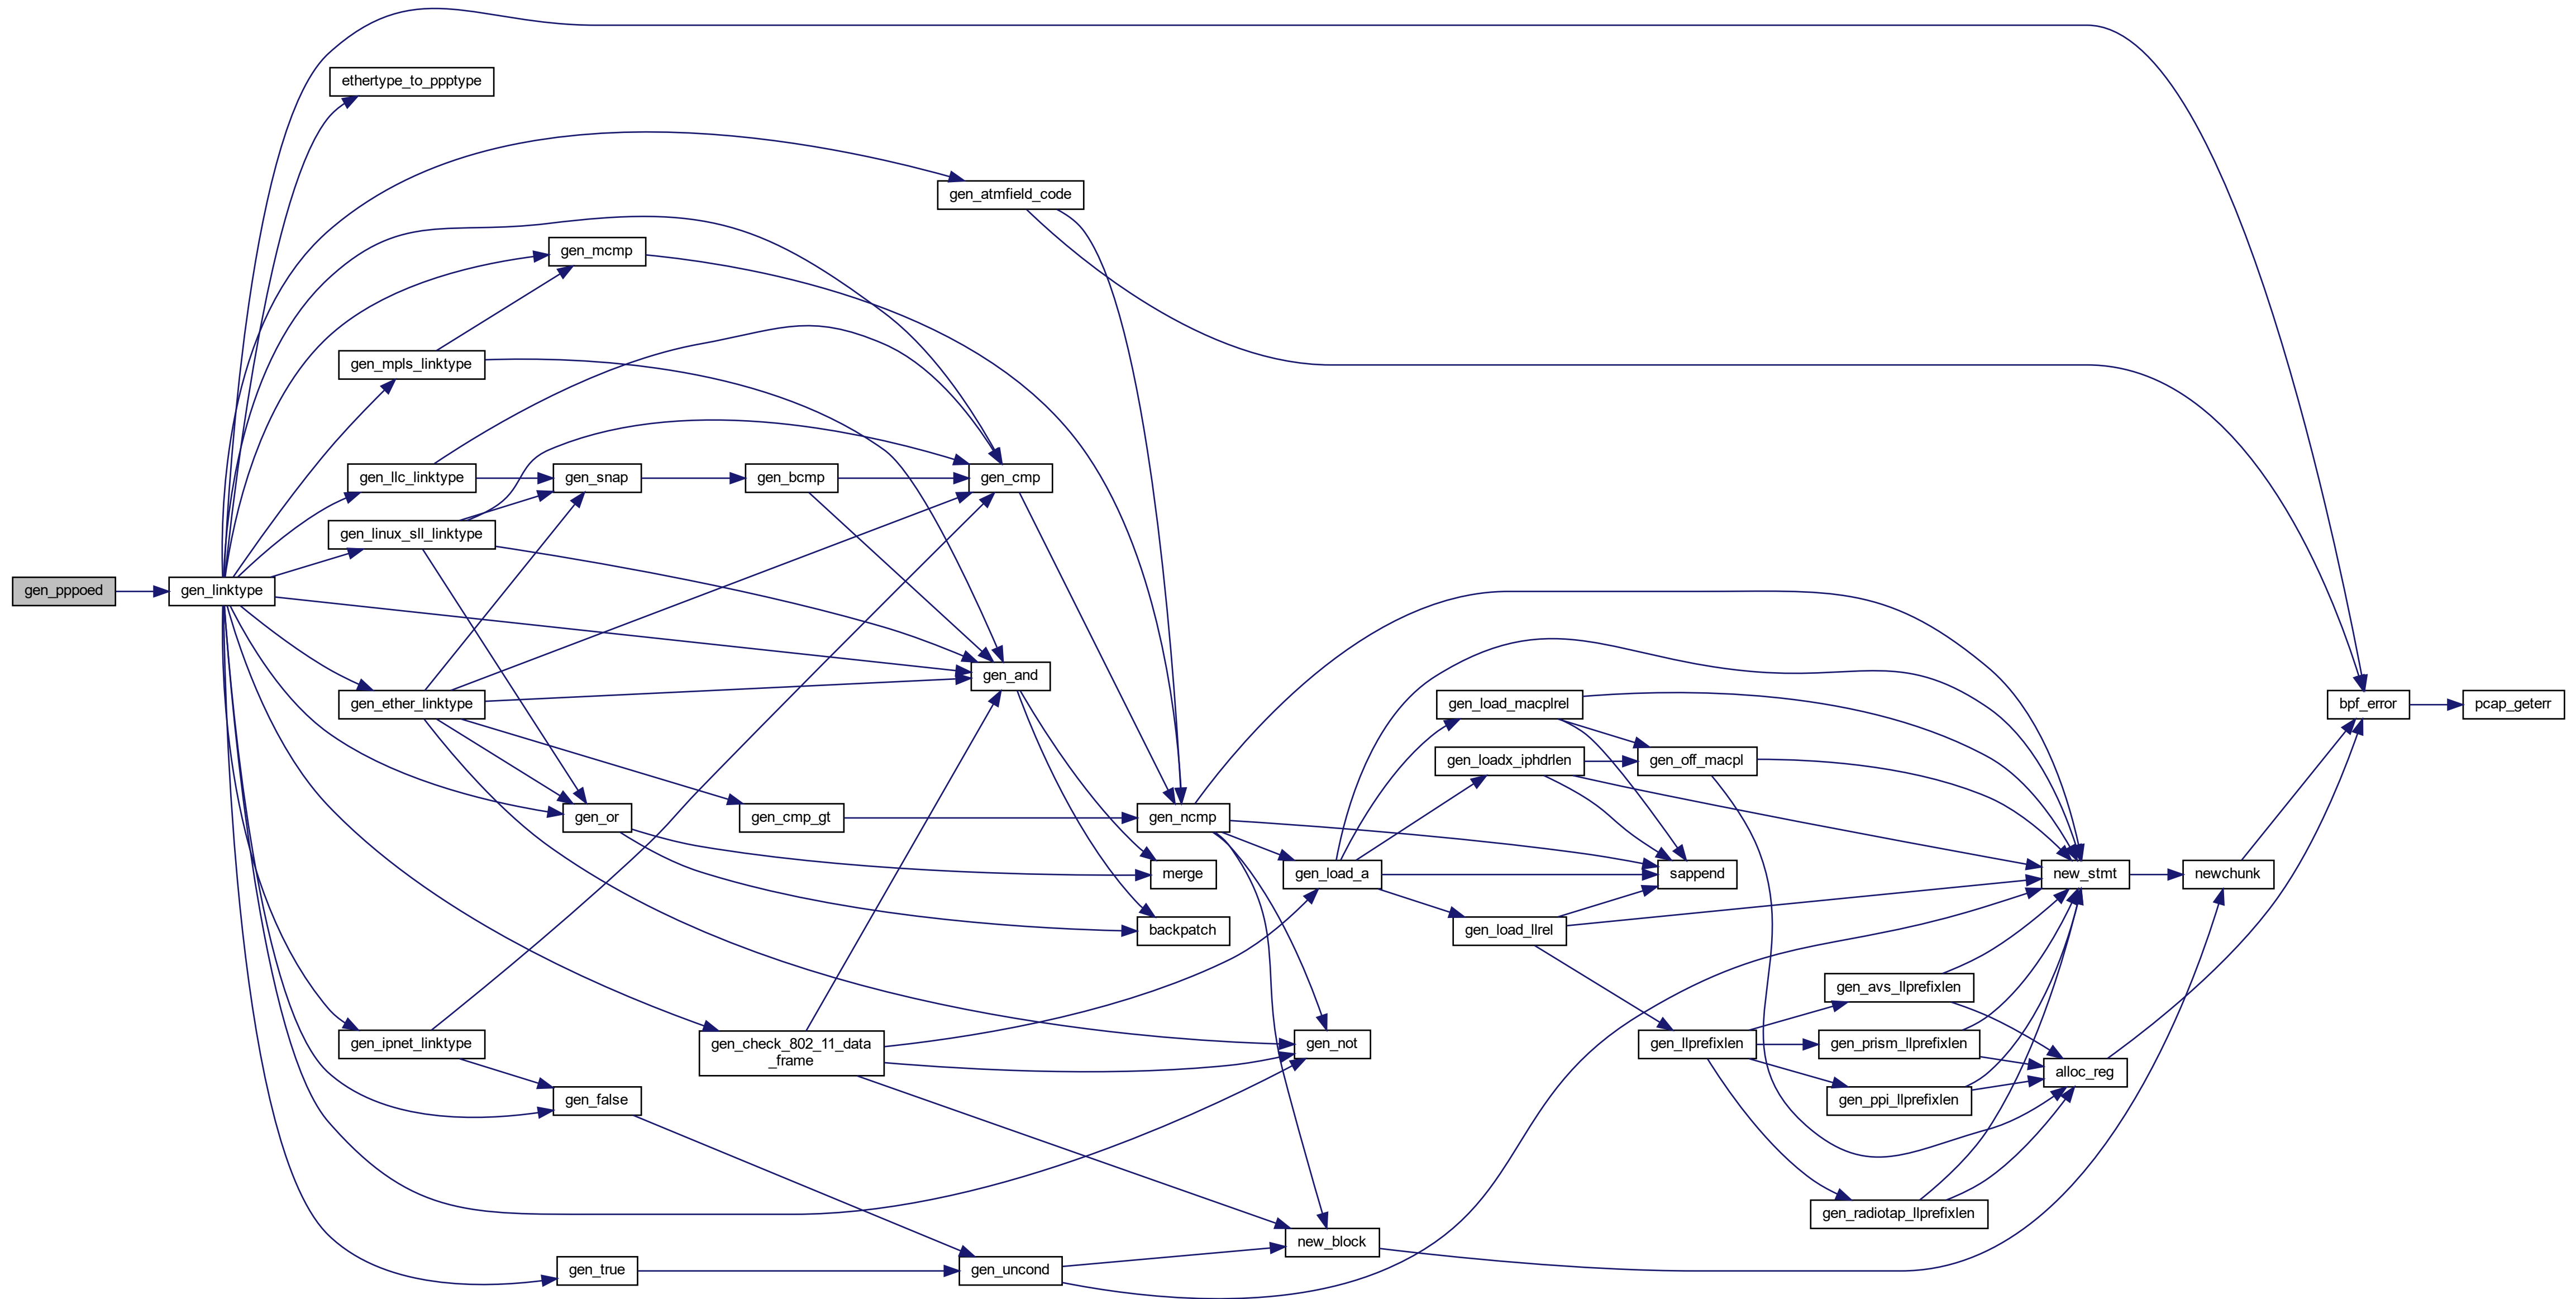 ethertype_to_ppptype
gen_atmfield_code
gen_mcmp
gen_mpls_linktype
gen_llc_linktype
gen_snap
gen_bcmp
gen_cmp
gen_linux_sll_linktype
gen_pppoed
gen_linktype
gen_and
gen_ether_linktype
gen_load_macplrel
bpf_error
pcap_geterr
gen_loadx_iphdrlen
gen_off_macpl
gen_or
gen_cmp_gt
gen_ncmp
merge
gen_load_a
sappend
new_stmt
newchunk
backpatch
gen_load_llrel
gen_avs_llprefixlen
gen_ipnet_linktype
gen_check_802_11_data
_frame
gen_not
gen_llprefixlen
gen_prism_llprefixlen
alloc_reg
gen_false
gen_ppi_llprefixlen
gen_radiotap_llprefixlen
new_block
gen_true
gen_uncond